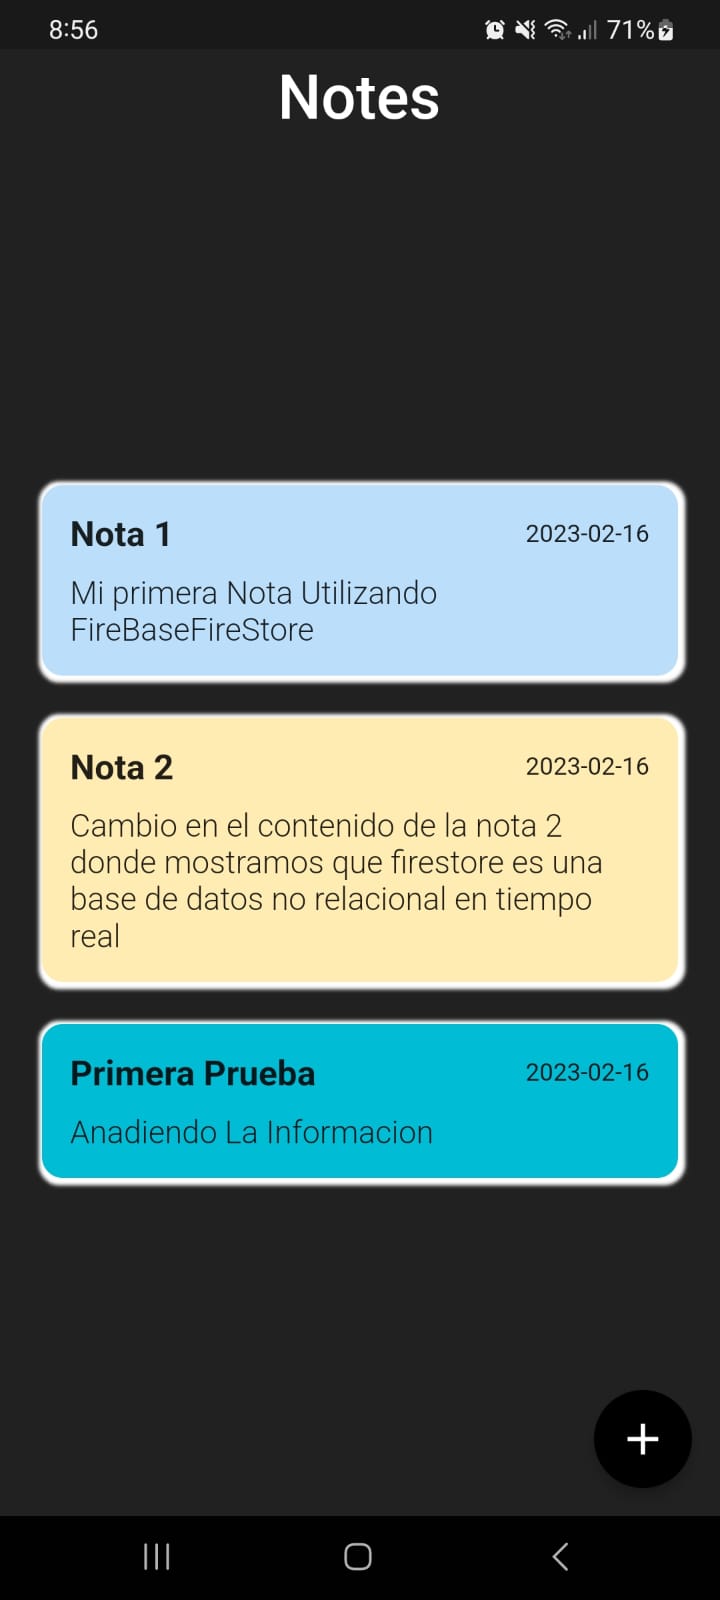 8:56
71%
Notes
Nota 1
2023-02-16
Mi primera Nota Utilizando
FireBaseFireStore
Nota 2
2023-02-16
Cambio en el contenido de la nota 2
donde mostramos que firestore es una
base de datos no relacional en tiempo
real
Primera Prueba
2023-02-16
Anadiendo La Informacion